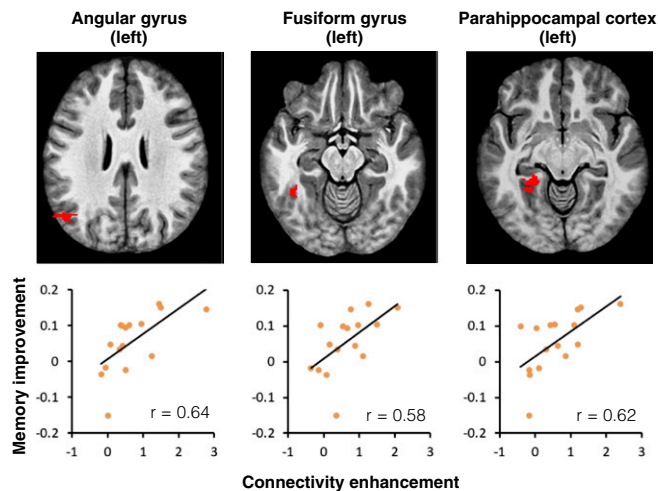 Angular gyrus
(left)
Fusiform gyrus
(left)
Parahippocampal cortex
(left)
Memory improvement
0.2
0.1
0
-0.1
-0.2
-1
0
1
2
3
r = 0.64
0.2
0.1
0
-0.1
-0.2
-1
0
1
2
3
r = 0.58
0.2
0.1
0
-0.1
-0.2
-1
0
1
2
3
r = 0.62
Connectivity enhancement